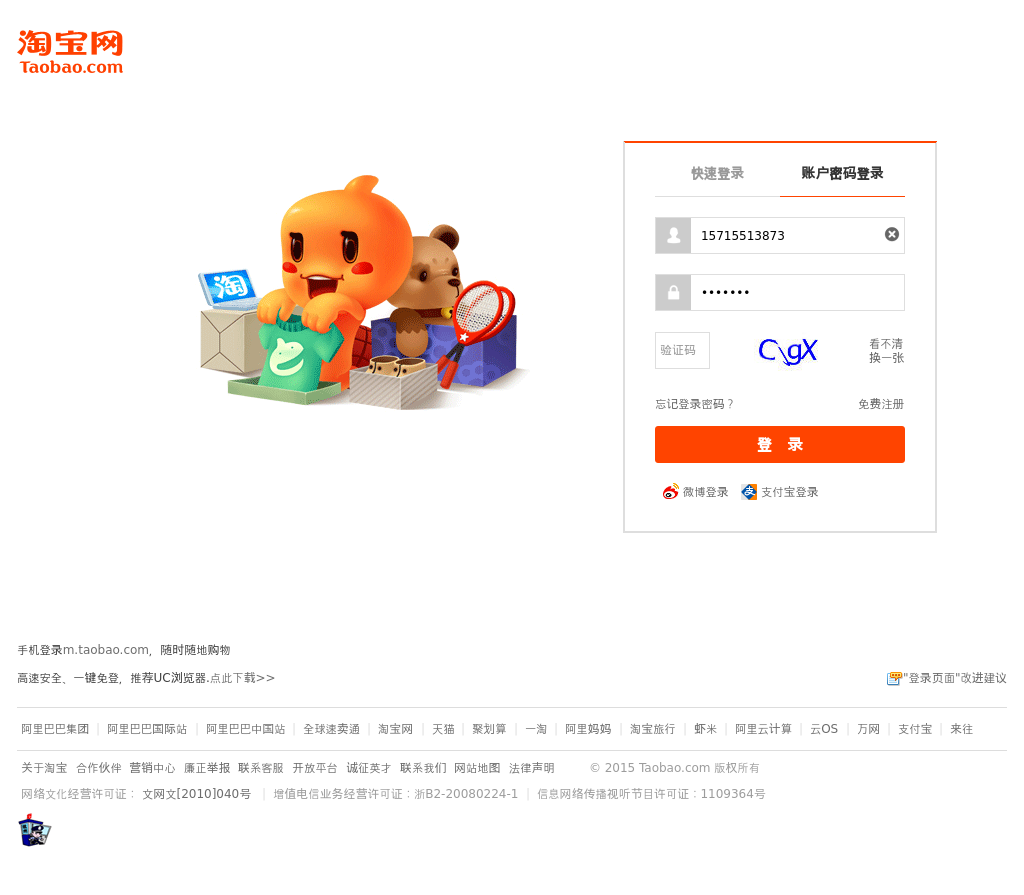 淘宝网
Taobao.com
快速登录 账户密码登录
淘
15715513873
•••••••
验证码 看不清
换一张
忘记登录密码？ 免费注册
登 录
微博登录 支付宝登录
手机登录m.taobao.com，随时随地购物
高速安全、一键免登，推荐UC浏览器.点此下载>> "登录页面"改进建议
阿里巴巴集团 | 阿里巴巴国际站 | 阿里巴巴中国站 | 全球速卖通 | 淘宝网 | 天猫 | 聚划算 | 一淘 | 阿里妈妈 | 淘宝旅行 | 虾米 | 阿里云计算 | 云OS | 万网 | 支付宝 | 来往
关于淘宝 合作伙伴 营销中心 廉正举报 联系客服 开放平台 诚征英才 联系我们 网站地图 法律声明 © 2015 Taobao.com 版权所有
网络文化经营许可证： 文网文[2010]040号 | 增值电信业务经营许可证：浙B2-20080224-1 | 信息网络传播视听节目许可证：1109364号